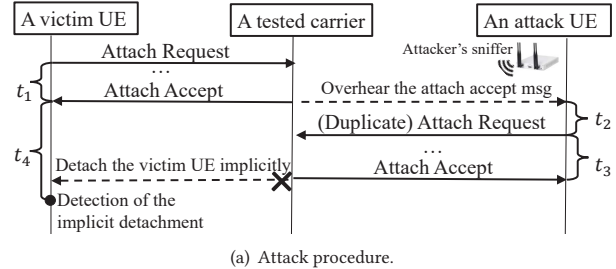 A victim UE
A tested carrier
An attack UE
Attacker's sniffer
Attach Request
...
t1
Attach Accept
Overhear the attach accept msg
t2
(Duplicate) Attach Request
t4
...
Detach the victim UE implicitly
Attach Accept
t3
Detection of the
implicit detachment
(a) Attack procedure.